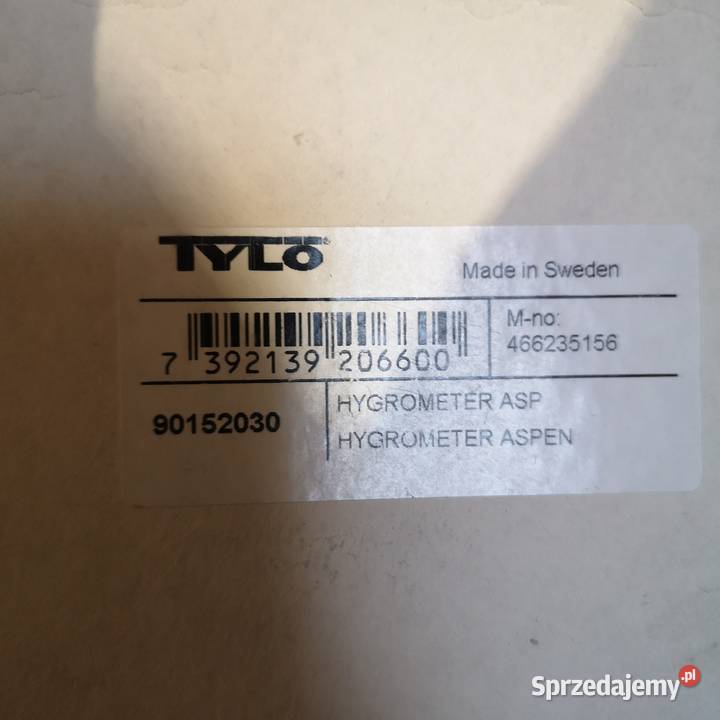 TYLÖ
Made in Sweden
M-no:
466235156
7 392139 206600
90152030
HYGROMETER ASP
HYGROMETER ASPEN
Sprzedajemy.pl